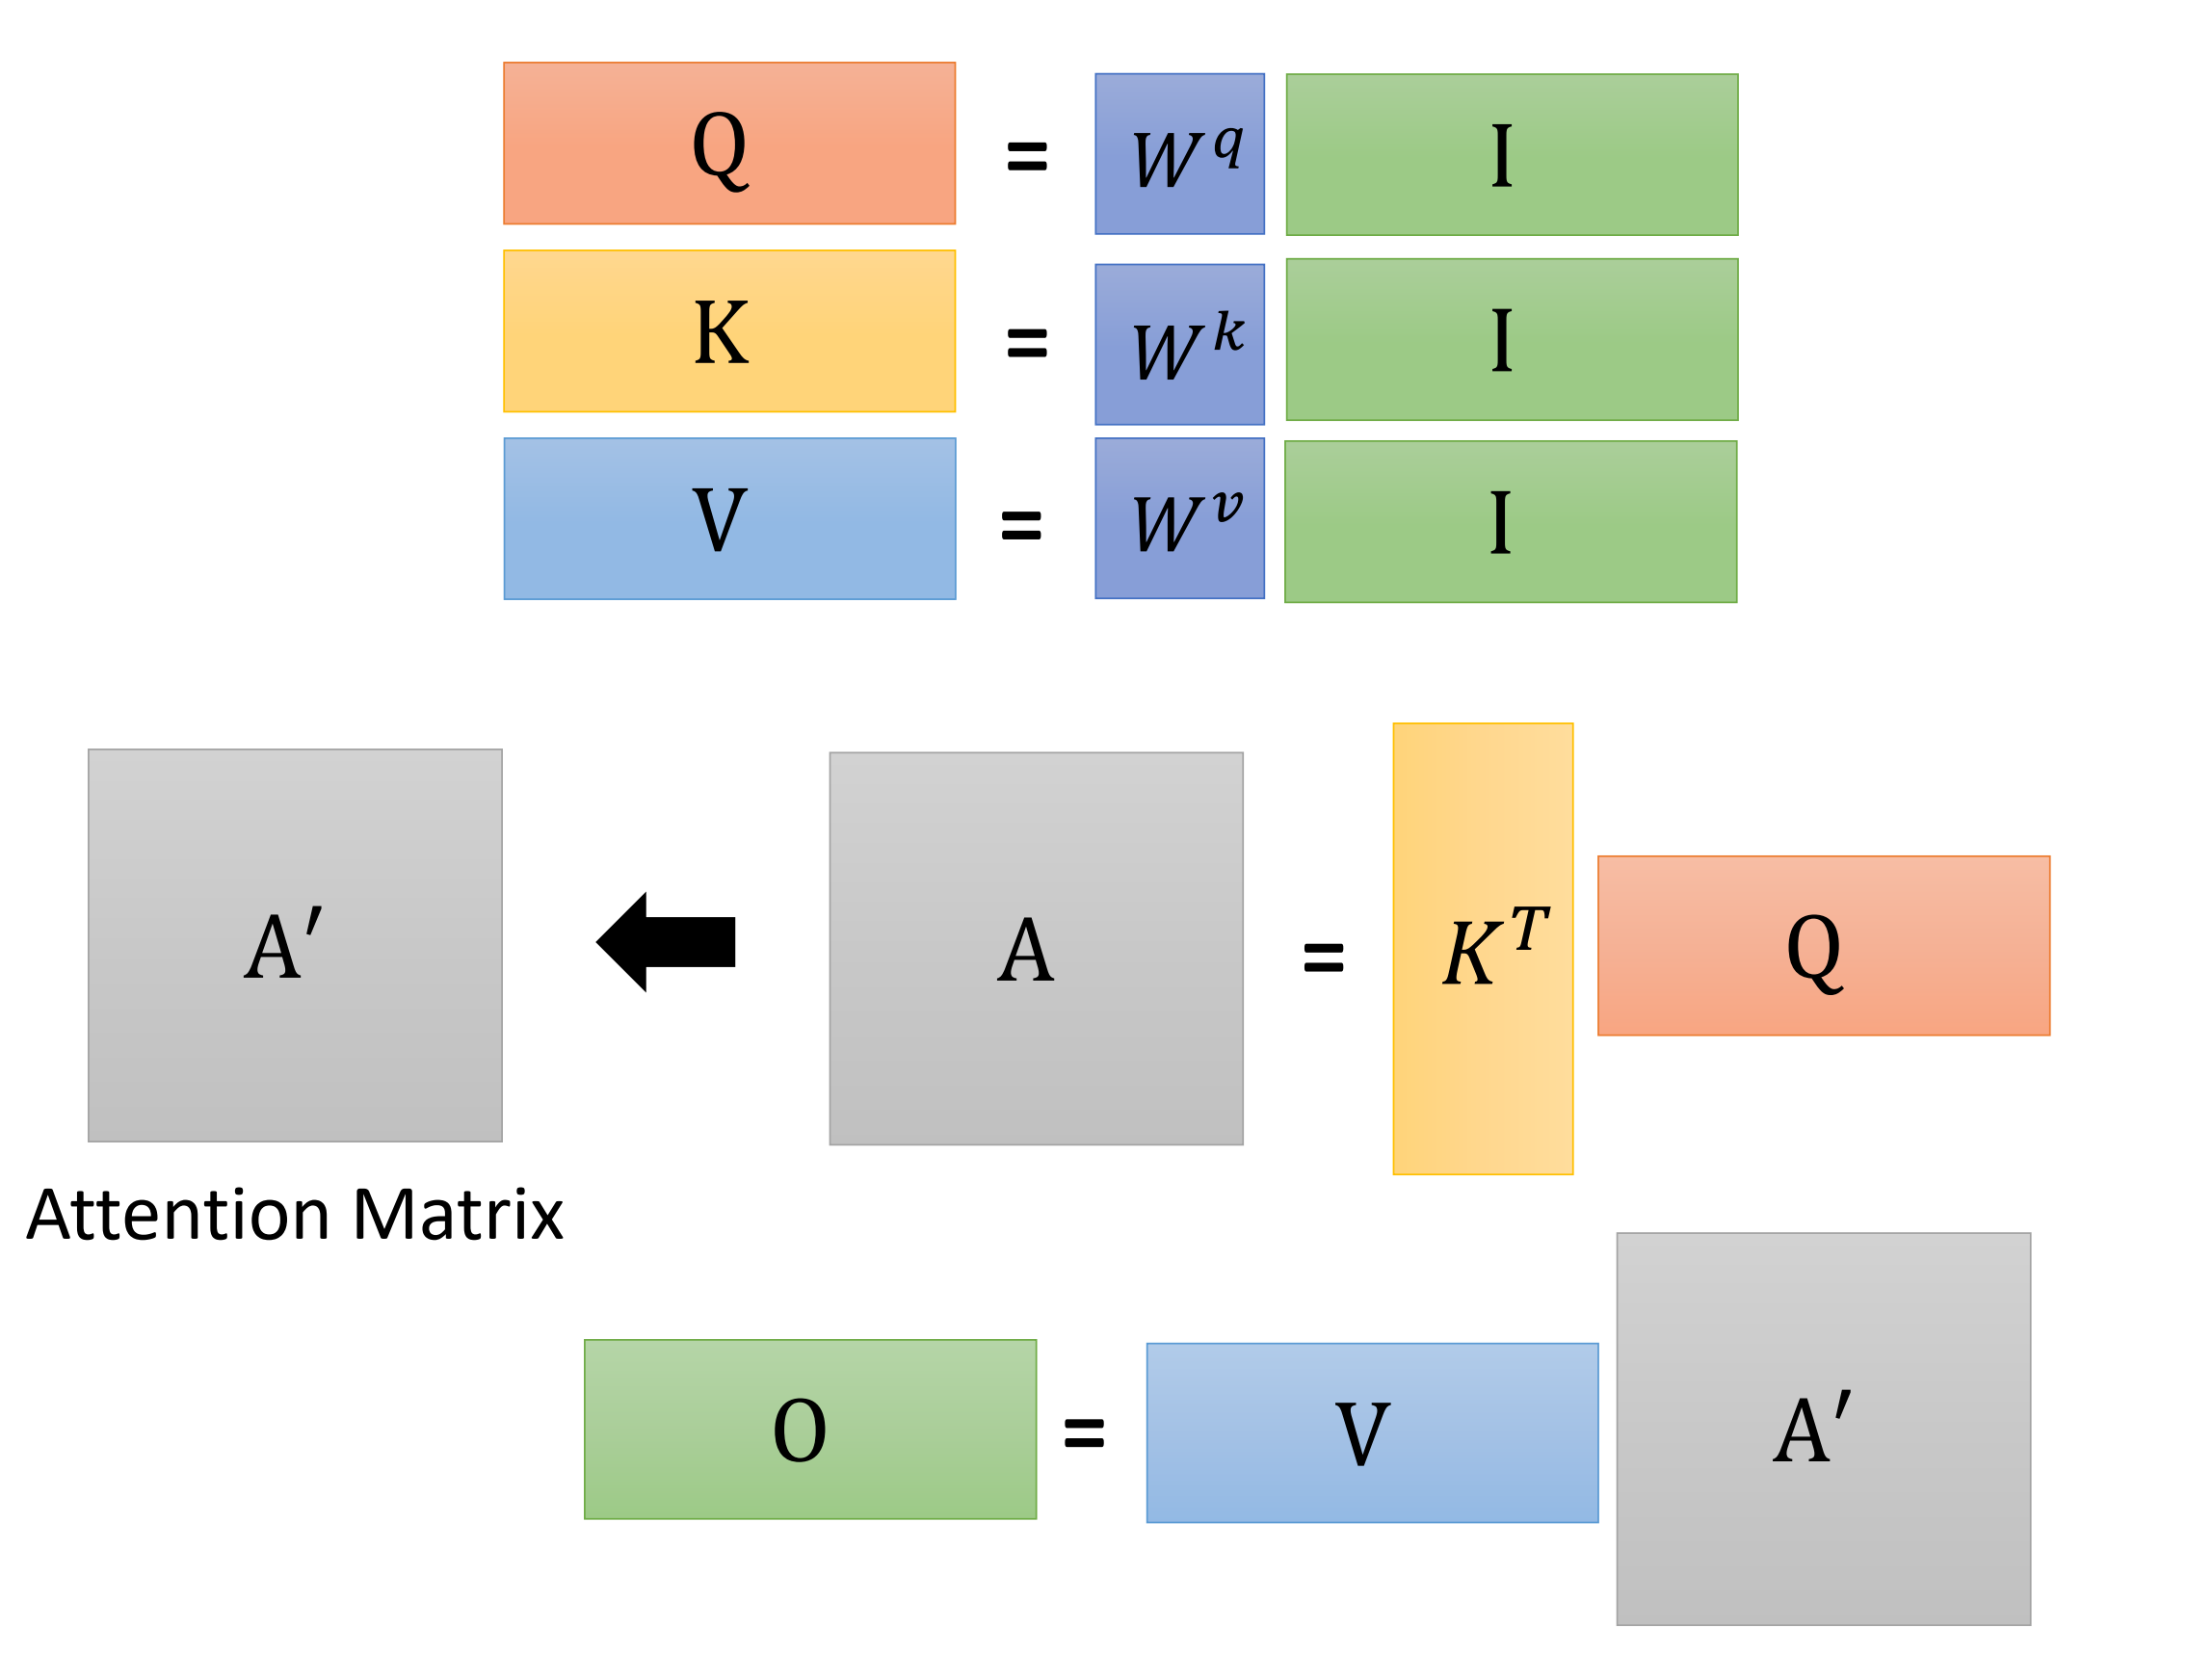 Q = W^q I
K = W^k I
V = W^v I
A′ A = K^T Q
Attention Matrix
O = V A′